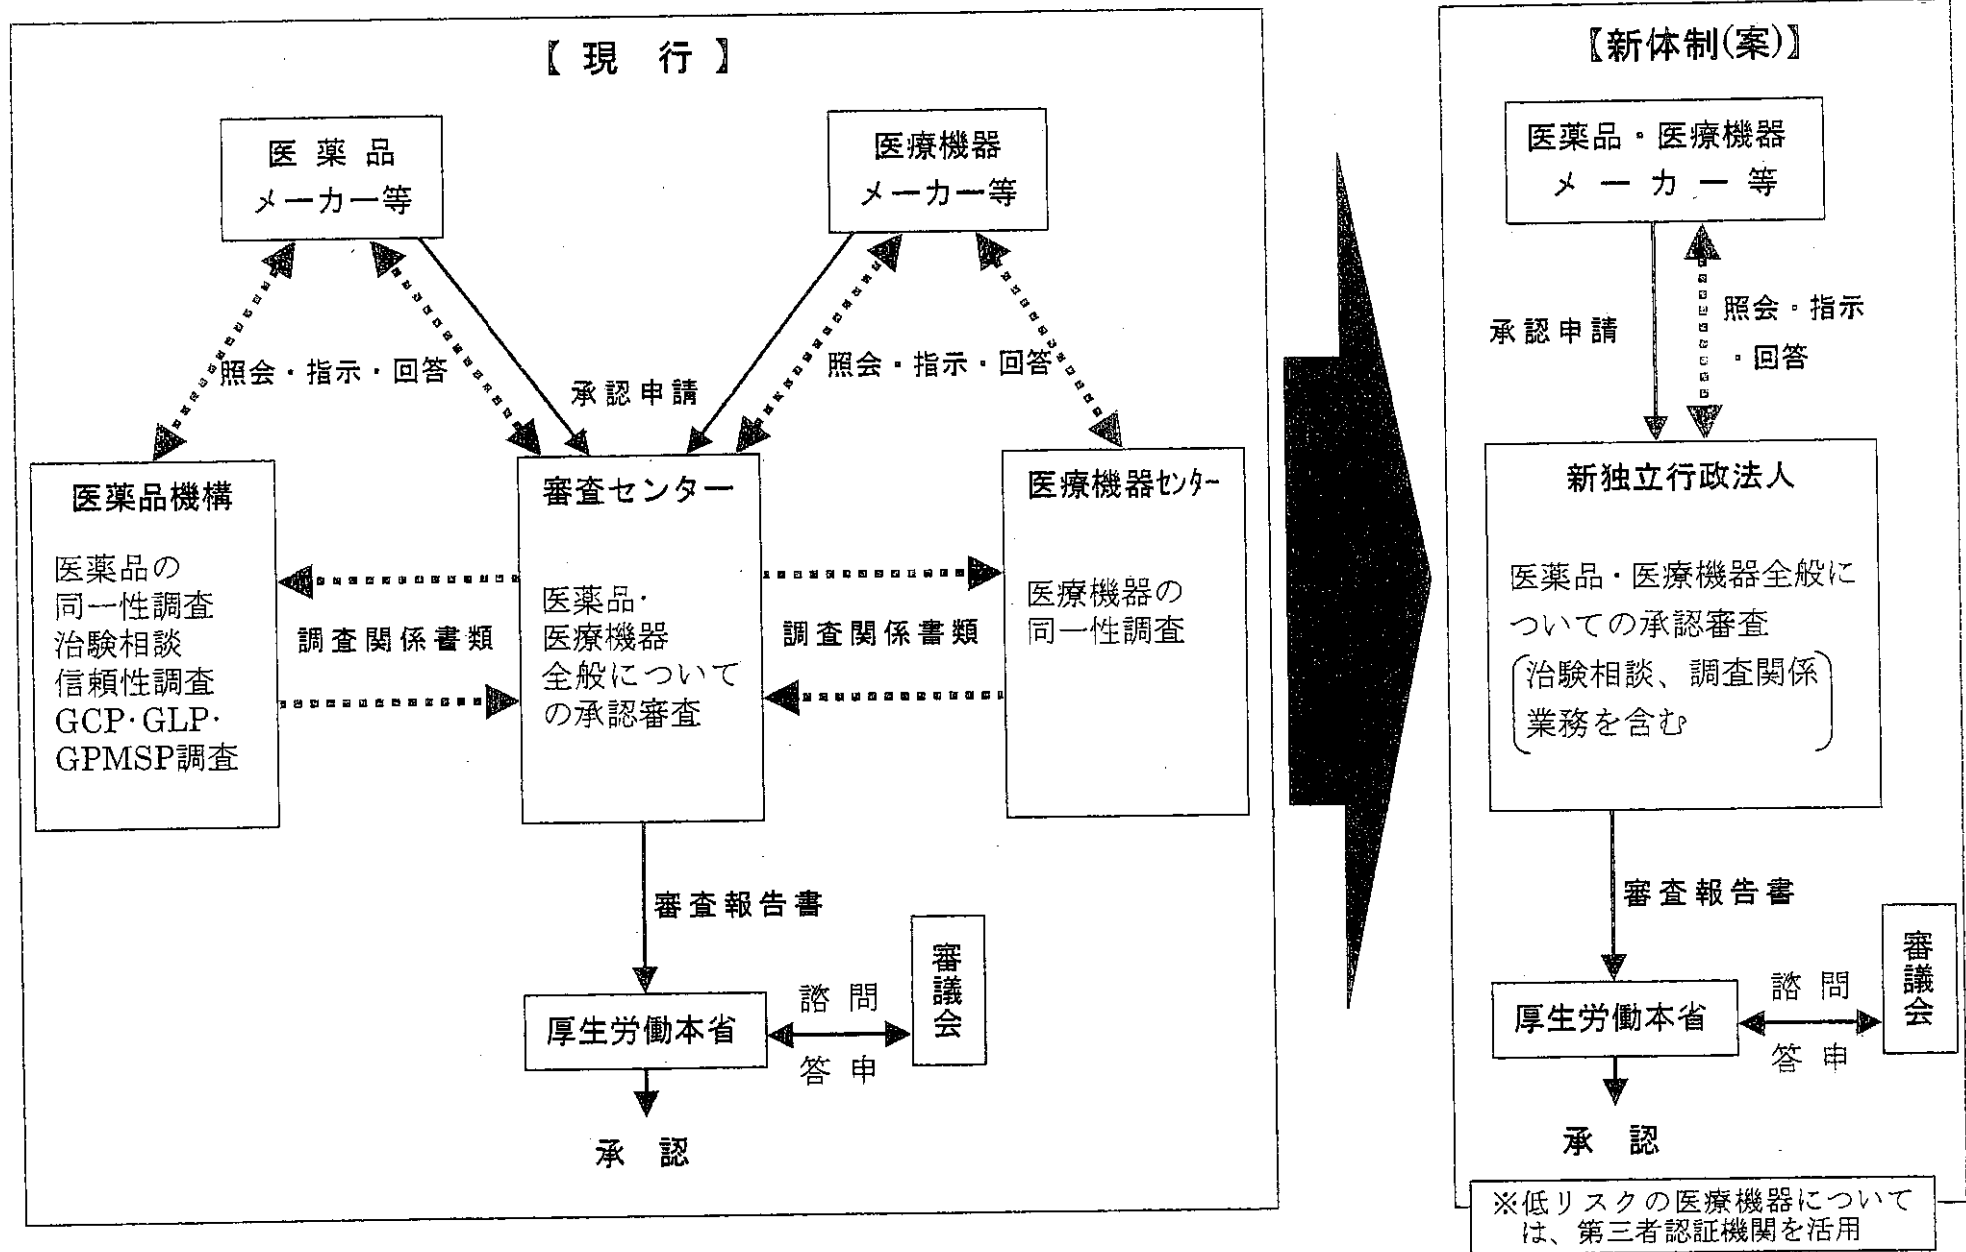 【 現 行 】
医 薬 品
メーカー等
医療機器
メーカー等
照会・指示・回答
承認申請
照会・指示・回答
医薬品機構
医薬品の
同一性調査
治験相談
信頼性調査
GCP・GLP・
GPMSP調査
調査関係書類
審査センター
医薬品・
医療機器
全般について
の承認審査
調査関係書類
医療機器ｾﾝﾀｰ
医療機器の
同一性調査
審査報告書
厚生労働本省
諮 問
答 申
審議会
承 認
【新体制(案)】
医薬品・医療機器
メ ー カ ー 等
承認申請
照会・指示
・回答
新独立行政法人
医薬品・医療機器全般に
ついての承認審査
治験相談、調査関係
業務を含む
審査報告書
厚生労働本省
諮 問
答 申
審議会
承 認
※低リスクの医療機器について
は、第三者認証機関を活用